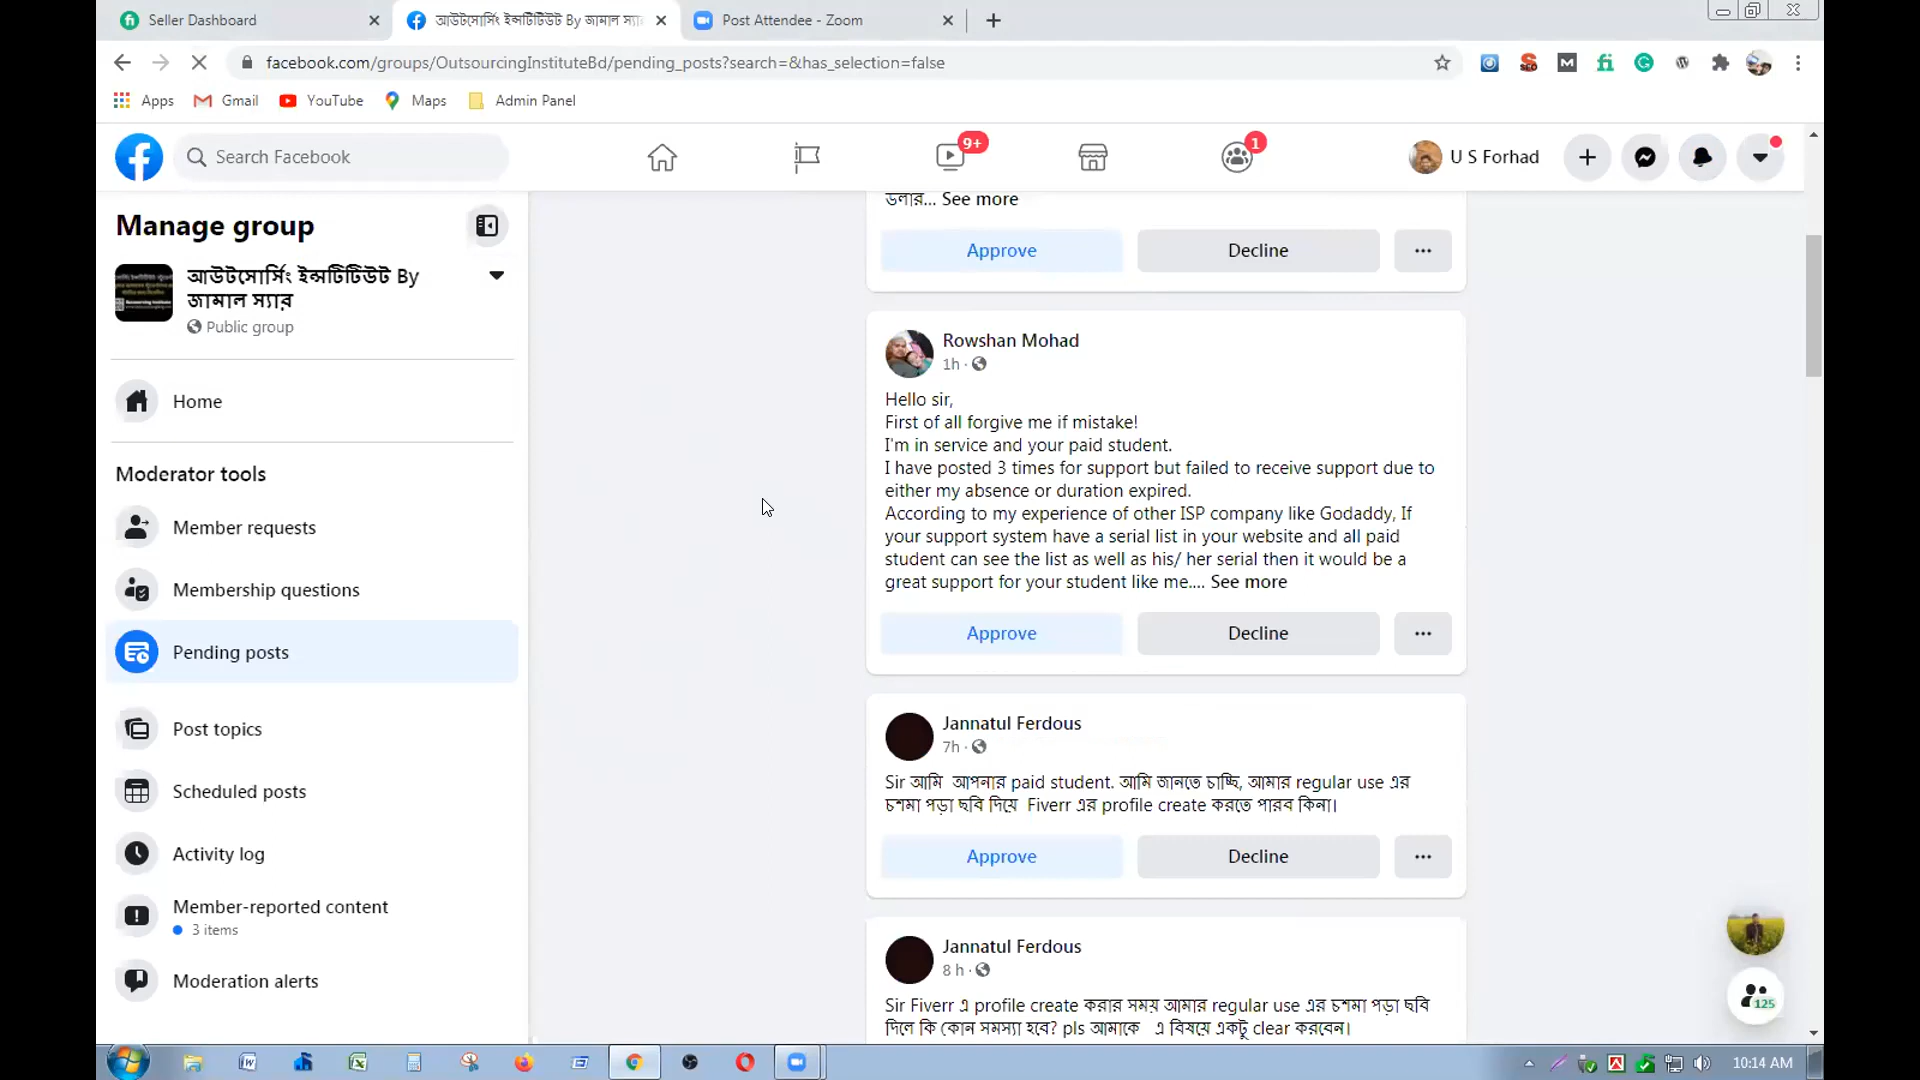 Seller Dashboard
আউটসোর্সিং ইন্সটিটিউট By জামাল স্যা
Post Attendee - Zoom
facebook.com/groups/OutsourcingInstituteBd/pending_posts?search=&has_selection=false
Apps
Gmail
YouTube
Maps
Admin Panel
Search Facebook
9+
1
U S Forhad
Manage group
আউটসোর্সিং ইন্সটিটিউট By
জামাল স্যার
Public group
Home
Moderator tools
Member requests
Membership questions
Pending posts
Post topics
Scheduled posts
Activity log
Member-reported content
3 items
Moderation alerts
ডলার... See more
Approve
Decline
Rowshan Mohad
1h ·
Hello sir,
First of all forgive me if mistake!
I'm in service and your paid student.
I have posted 3 times for support but failed to receive support due to
either my absence or duration expired.
According to my experience of other ISP company like Godaddy, If
your support system have a serial list in your website and all paid
student can see the list as well as his/ her serial then it would be a
great support for your student like me.... See more
Approve
Decline
Jannatul Ferdous
7h ·
Sir আমি আপনার paid student. আমি জানতে চাচ্ছি, আমার regular use এর
চশমা পড়া ছবি দিয়ে Fiverr এর profile create করতে পারব কিনা।
Approve
Decline
Jannatul Ferdous
8 h ·
Sir Fiverr এ profile create করার সময় আমার regular use এর চশমা পড়া ছবি
দিলে কি কোন সমস্যা হবে? pls আমাকে এ বিষয়ে একটু clear করবেন।
125
10:14 AM